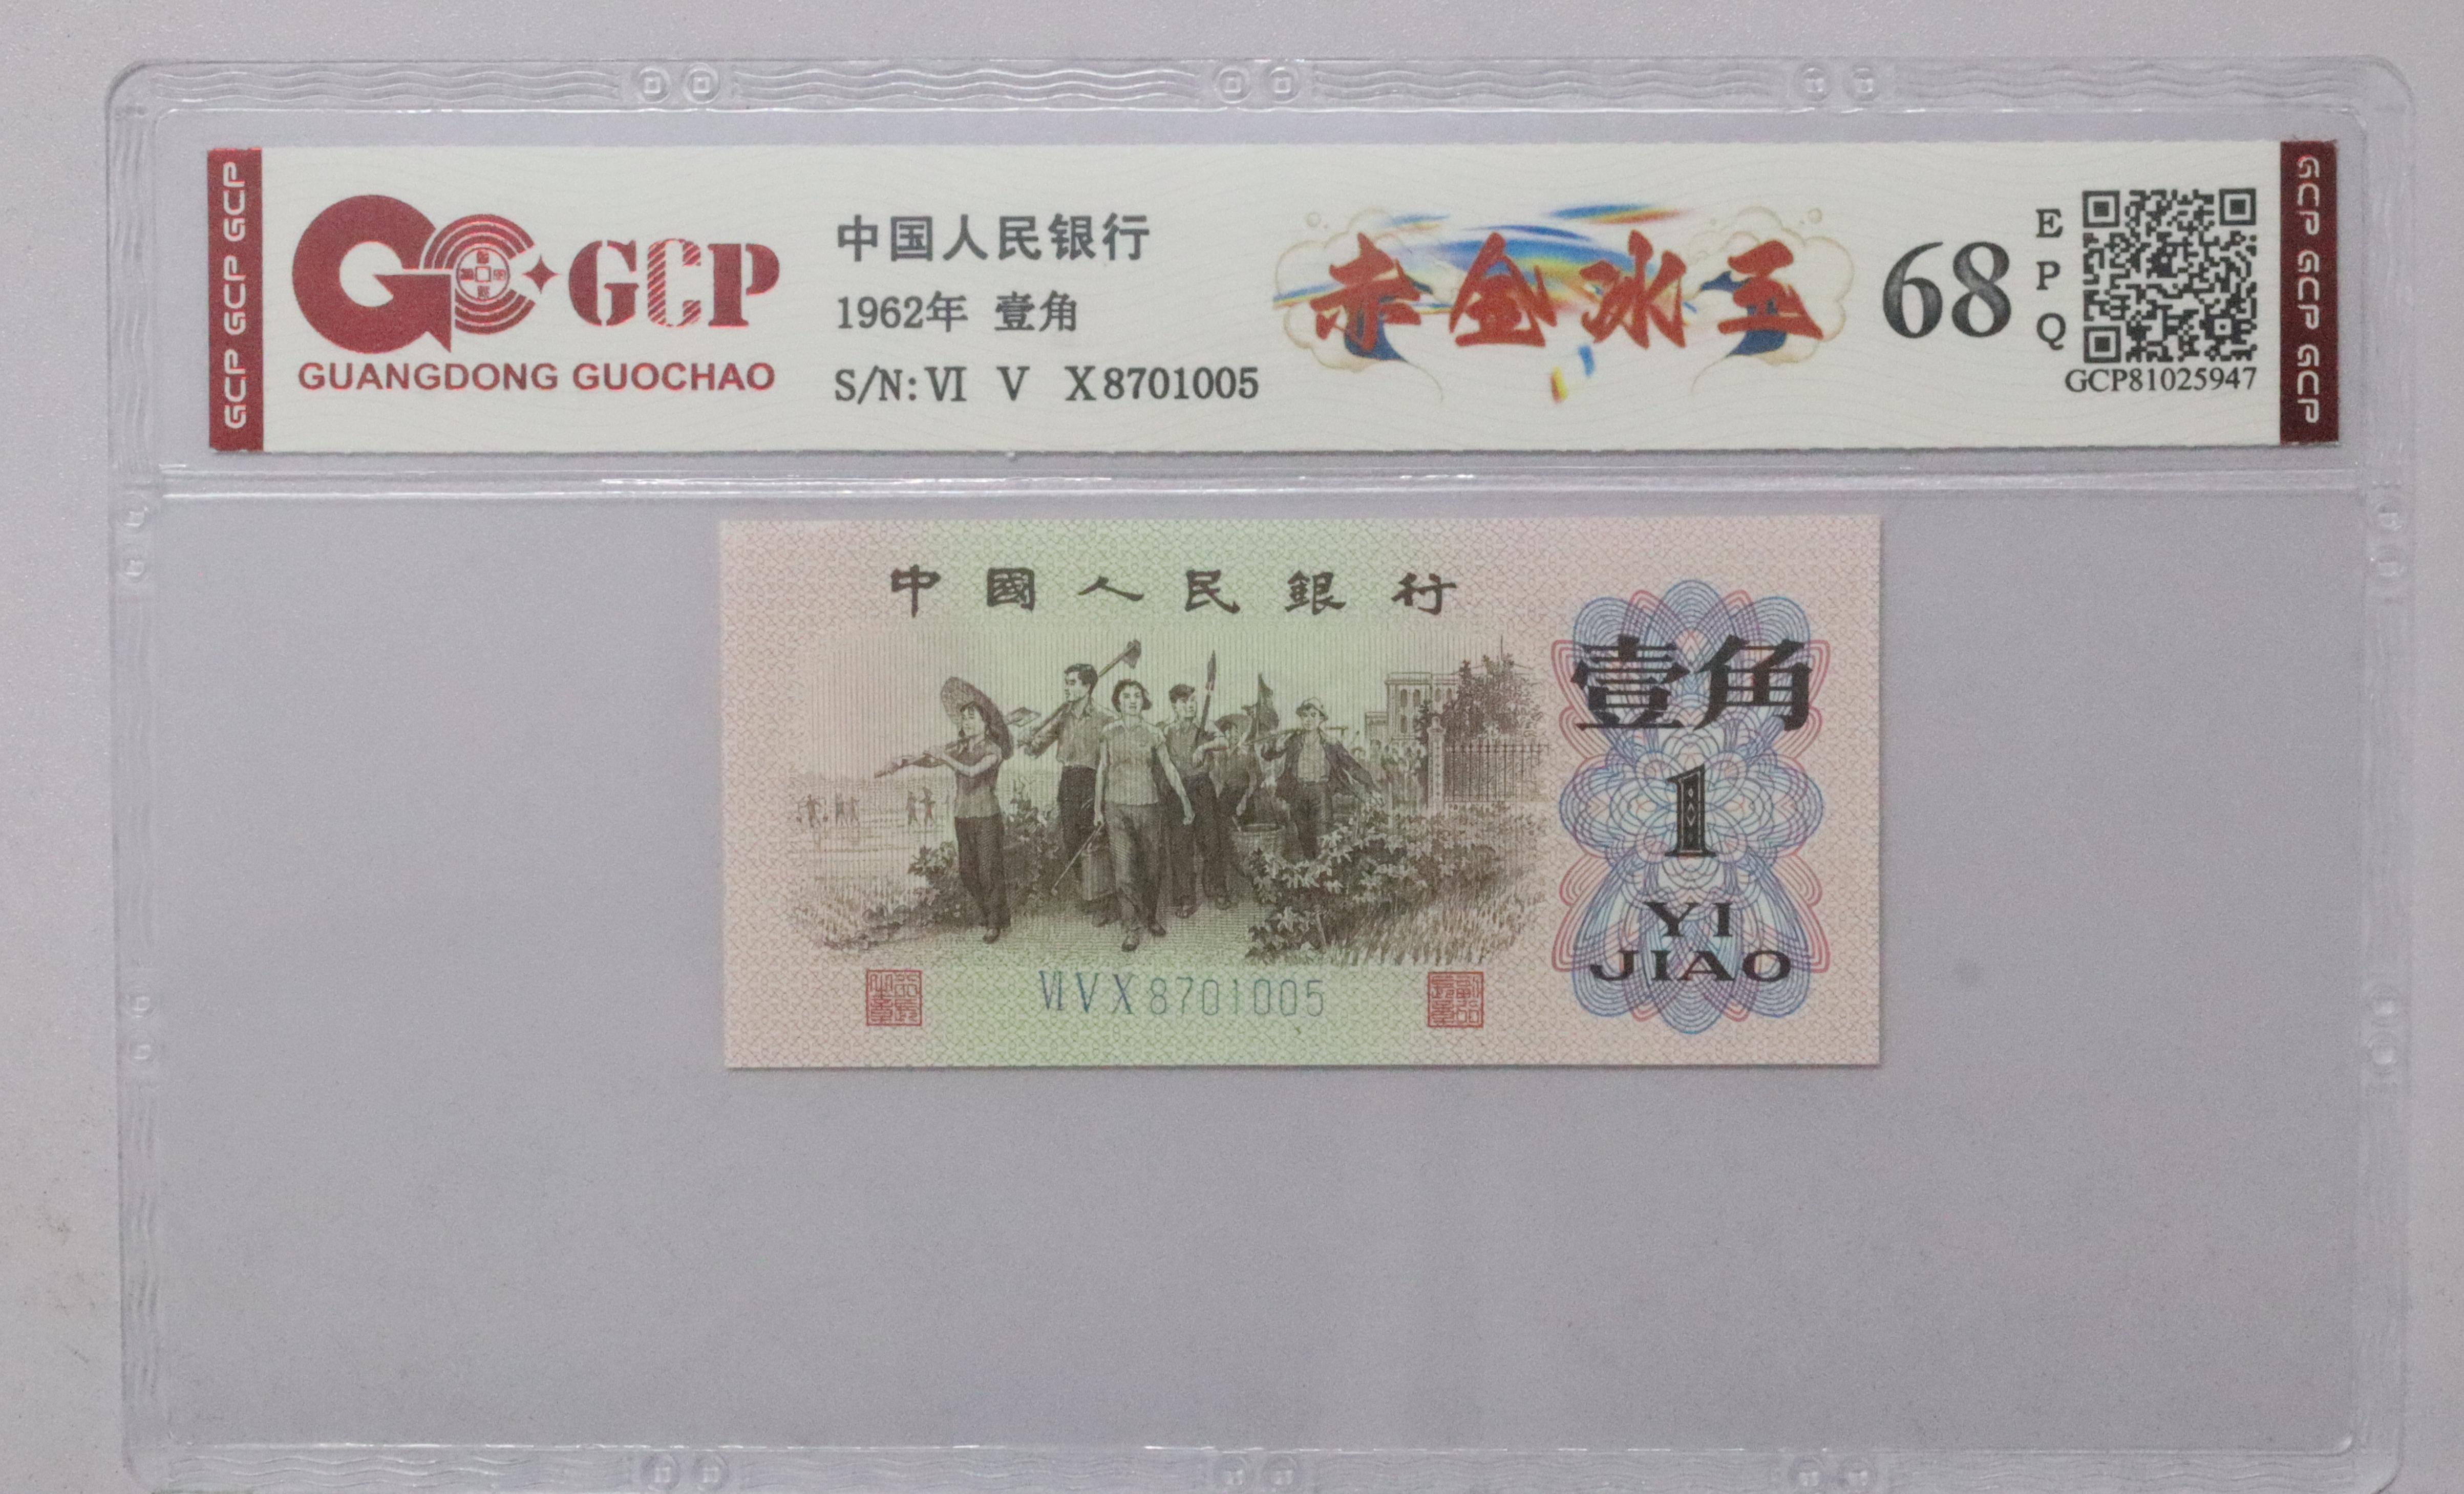 GCP GCP GCP
GCP
GUANGDONG GUOCHAO
中国人民银行
1962年 壹角
S/N: VI V X8701005
赤金冰玉
68
E
P
Q
GCP81025947
GCP GCP GCP
中國人民銀行
壹角
1
YI
JIAO
VI V X 8701005